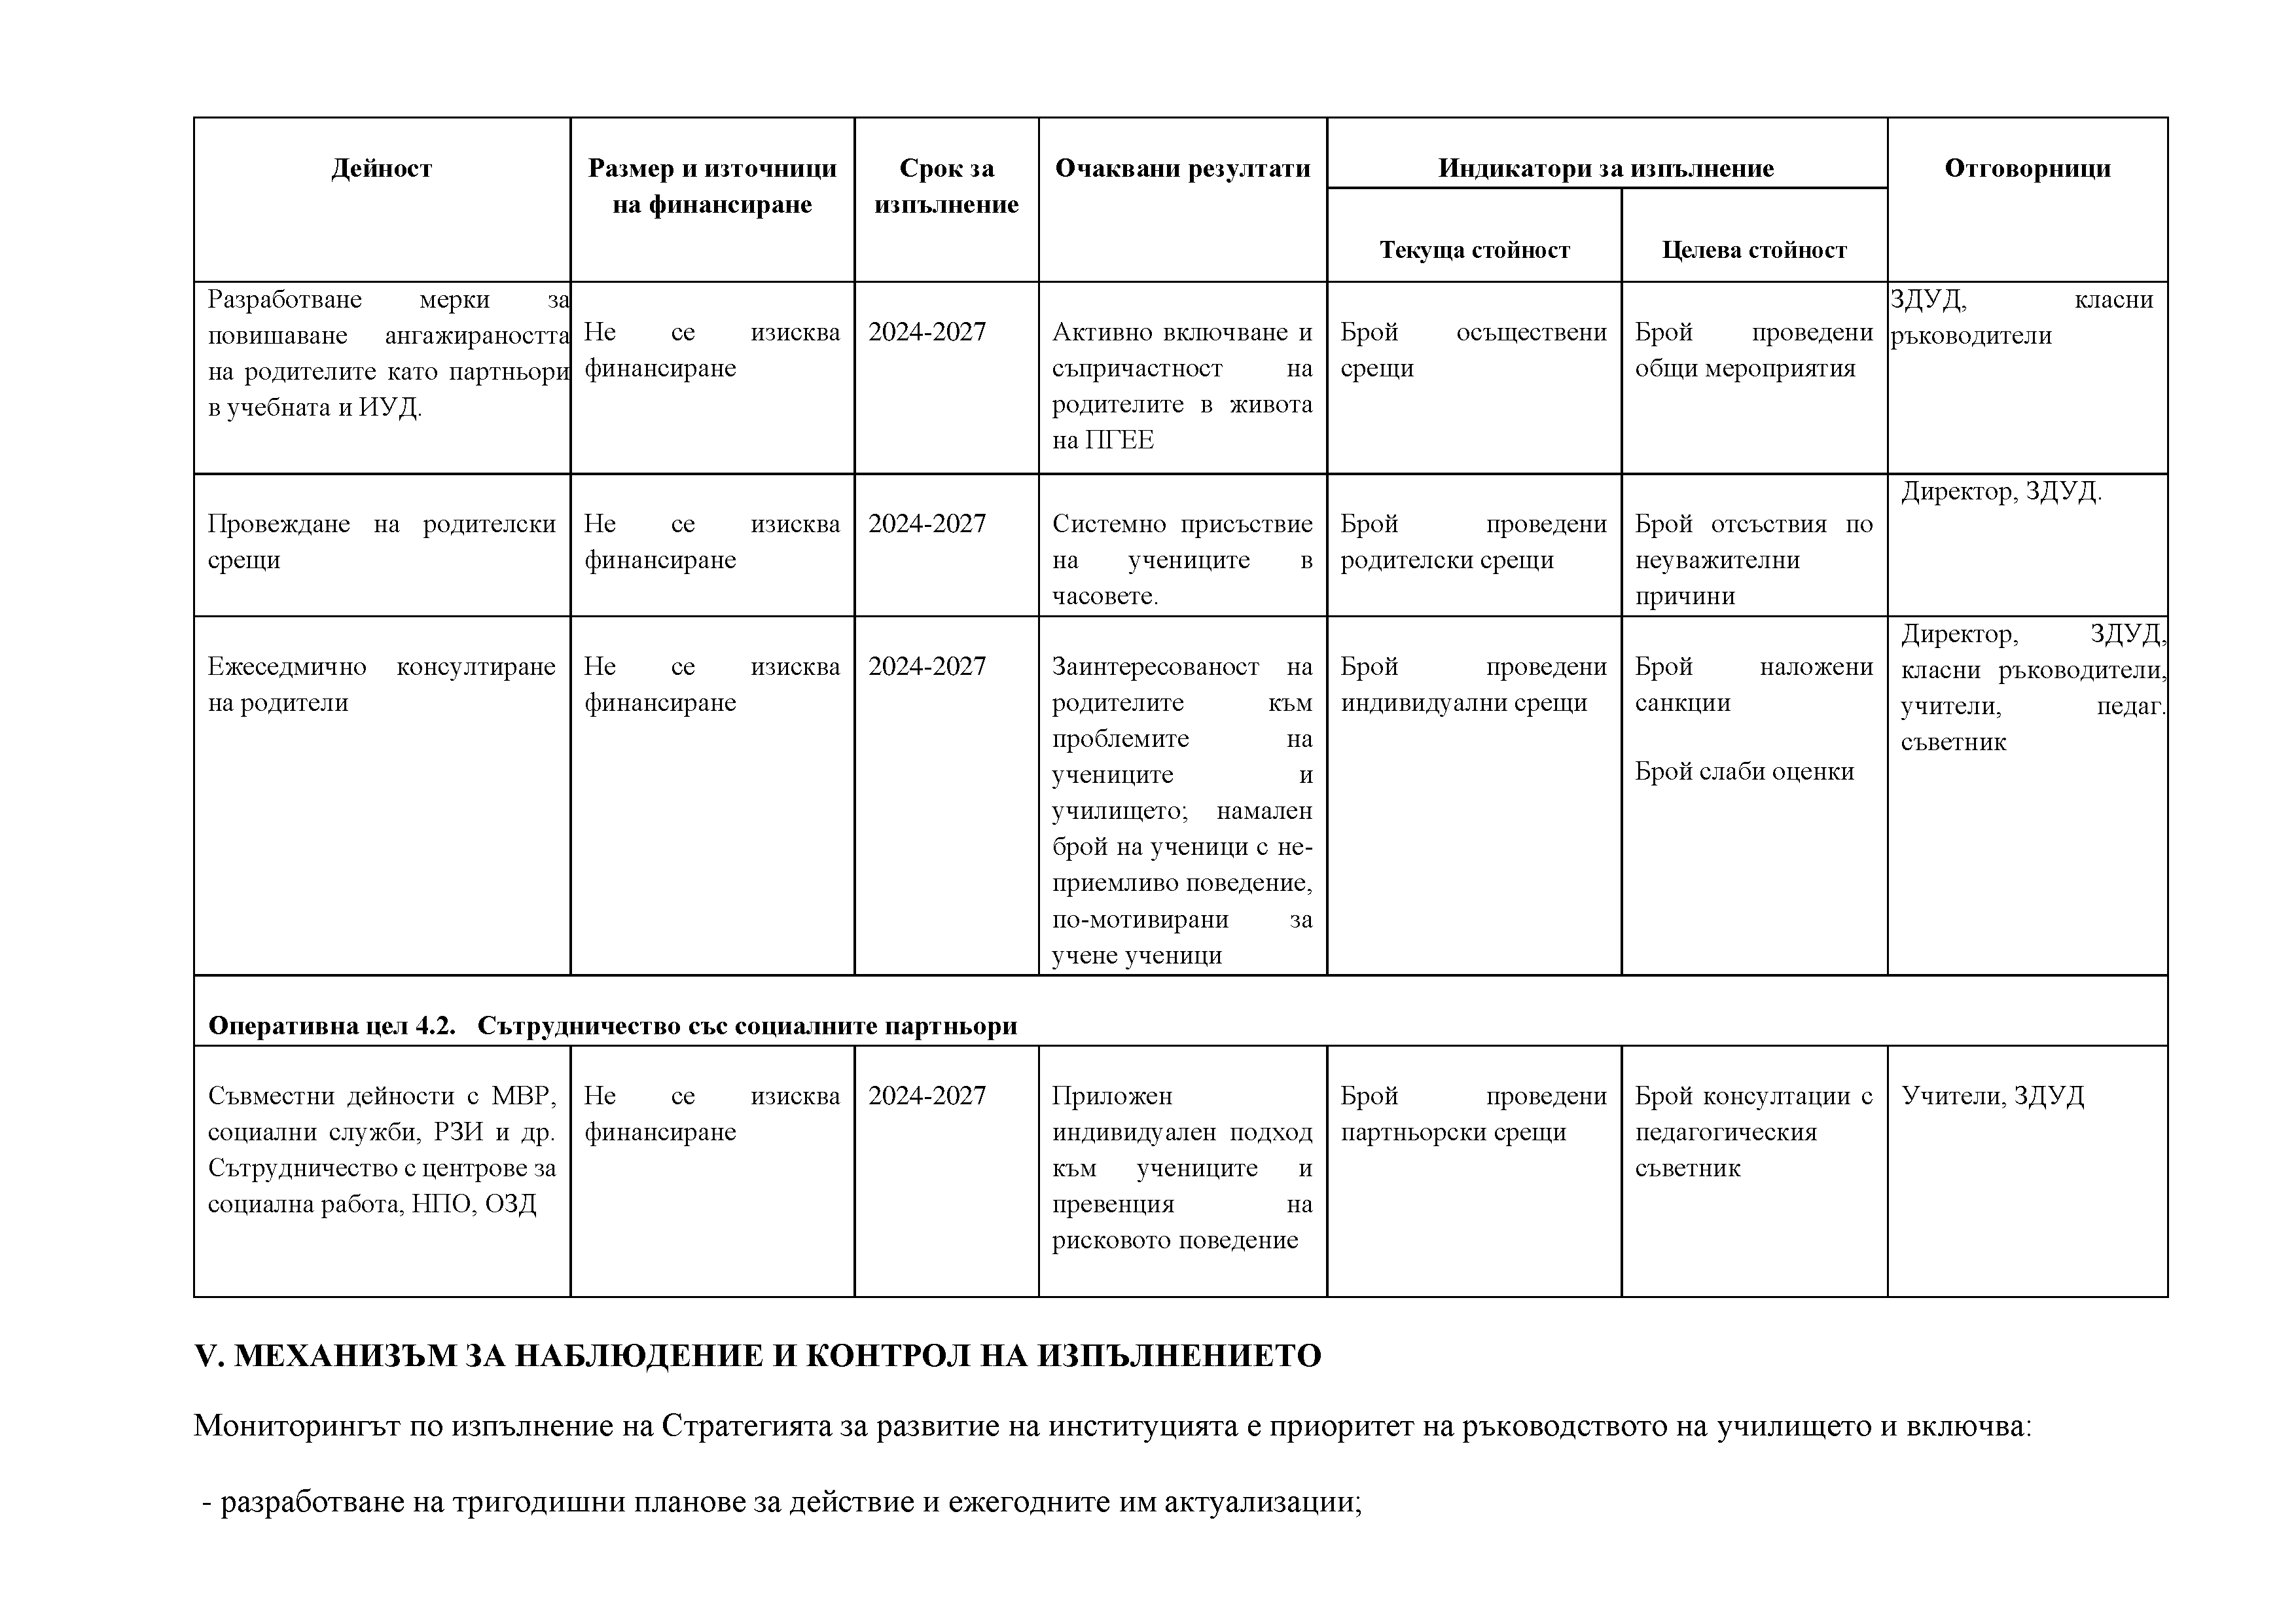 Дейност
Размер и източници
на финансиране
Срок за
изпълнение
Очаквани резултати
Индикатори за изпълнение
Отговорници
Текуща стойност
Целева стойност
Разработване мерки за
повишаване ангажираността
на родителите като партньори
в учебната и ИУД.
Не се изисква
финансиране
2024-2027
Активно включване и
съпричастност на
родителите в живота
на ПГЕЕ
Брой осъществени
срещи
Брой проведени
общи мероприятия
ЗДУД, класни
ръководители
Провеждане на родителски
срещи
Не се изисква
финансиране
2024-2027
Системно присъствие
на учениците в
часовете.
Брой проведени
родителски срещи
Брой отсъствия по
неуважителни
причини
Директор, ЗДУД.
Ежеседмично консултиране
на родители
Не се изисква
финансиране
2024-2027
Заинтересованост на
родителите към
проблемите на
учениците и
училището; намален
брой на ученици с не-
приемливо поведение,
по-мотивирани за
учене ученици
Брой проведени
индивидуални срещи
Брой наложени
санкции
Брой слаби оценки
Директор, ЗДУД,
класни ръководители,
учители, педаг.
съветник
Оперативна цел 4.2. Сътрудничество със социалните партньори
Съвместни дейности с МВР,
социални служби, РЗИ и др.
Сътрудничество с центрове за
социална работа, НПО, ОЗД
Не се изисква
финансиране
2024-2027
Приложен
индивидуален подход
към учениците и
превенция на
рисковото поведение
Брой проведени
партньорски срещи
Брой консултации с
педагогическия
съветник
Учители, ЗДУД
V. МЕХАНИЗЪМ ЗА НАБЛЮДЕНИЕ И КОНТРОЛ НА ИЗПЪЛНЕНИЕТО
Мониторингът по изпълнение на Стратегията за развитие на институцията е приоритет на ръководството на училището и включва:
- разработване на тригодишни планове за действие и ежегодните им актуализации;